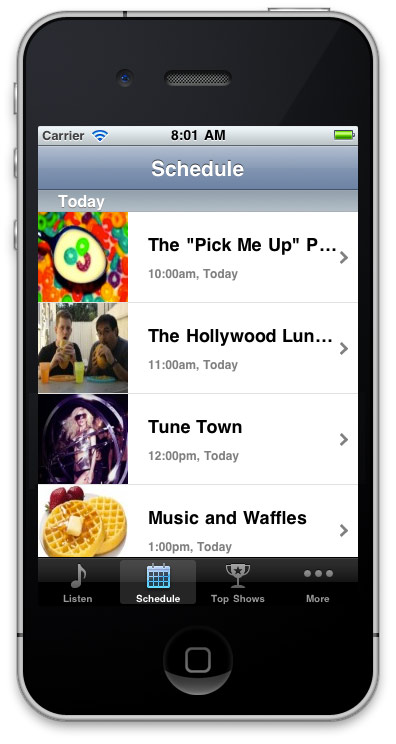 Carrier 8:01 AM
Schedule
Today
The "Pick Me Up" P...
10:00am, Today
The Hollywood Lun...
11:00am, Today
Tune Town
12:00pm, Today
Music and Waffles
1:00pm, Today
Listen Schedule Top Shows More